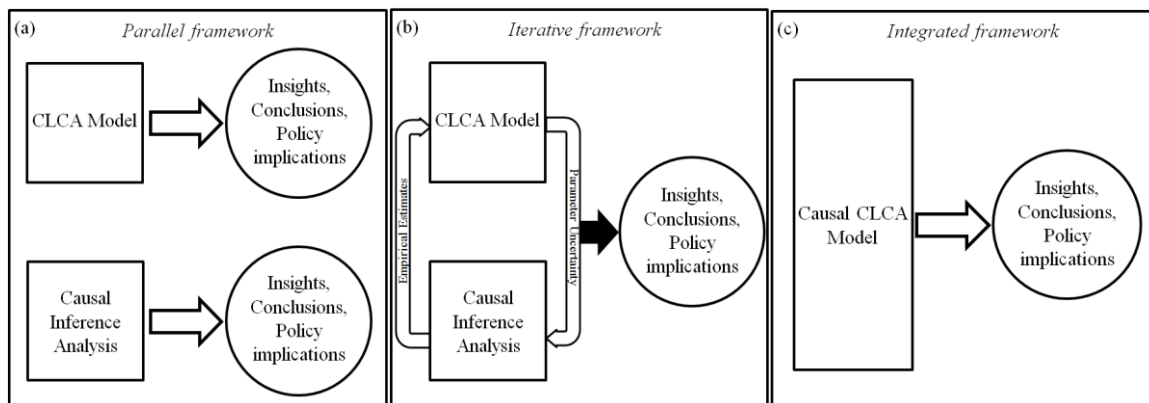 (a)
Parallel framework
CLCA Model
Insights,
Conclusions,
Policy
implications
Causal
Inference
Analysis
Insights,
Conclusions,
Policy
implications
(b)
Iterative framework
CLCA Model
Empirical Estimates
Parameter Uncertainty
Causal
Inference
Analysis
Insights,
Conclusions,
Policy
implications
(c)
Integrated framework
Causal CLCA
Model
Insights,
Conclusions,
Policy
implications